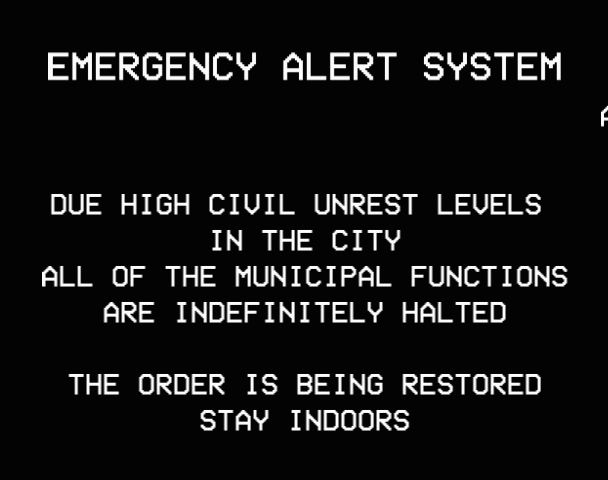 EMERGENCY ALERT SYSTEM
DUE HIGH CIVIL UNREST LEVELS
IN THE CITY
ALL OF THE MUNICIPAL FUNCTIONS
ARE INDEFINITELY HALTED
THE ORDER IS BEING RESTORED
STAY INDOORS